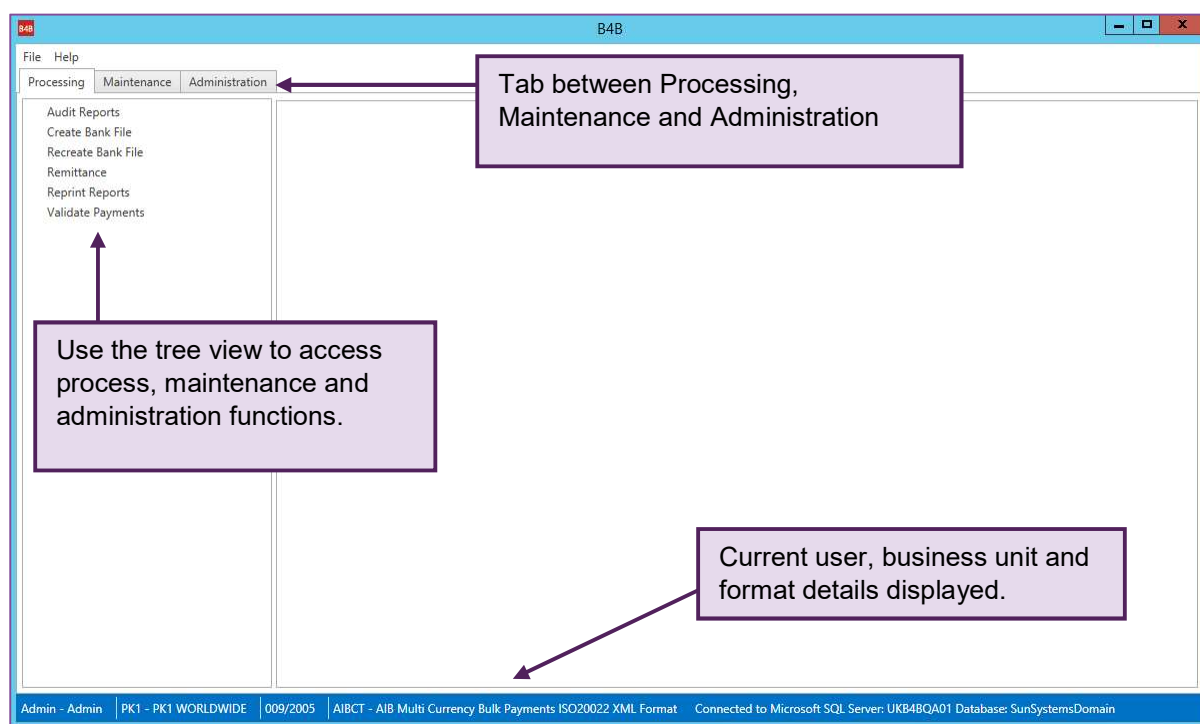 B4B
B4B
File Help
Processing Maintenance Administration
Tab between Processing,
Maintenance and Administration
Audit Reports
Create Bank File
Recreate Bank File
Remittance
Reprint Reports
Validate Payments
Use the tree view to access
process, maintenance and
administration functions.
Current user, business unit and
format details displayed.
Admin - Admin PK1 - PK1 WORLDWIDE 009/2005 AIBCT - AIB Multi Currency Bulk Payments ISO20022 XML Format Connected to Microsoft SQL Server: UKB4BQA01 Database: SunSystemsDomain